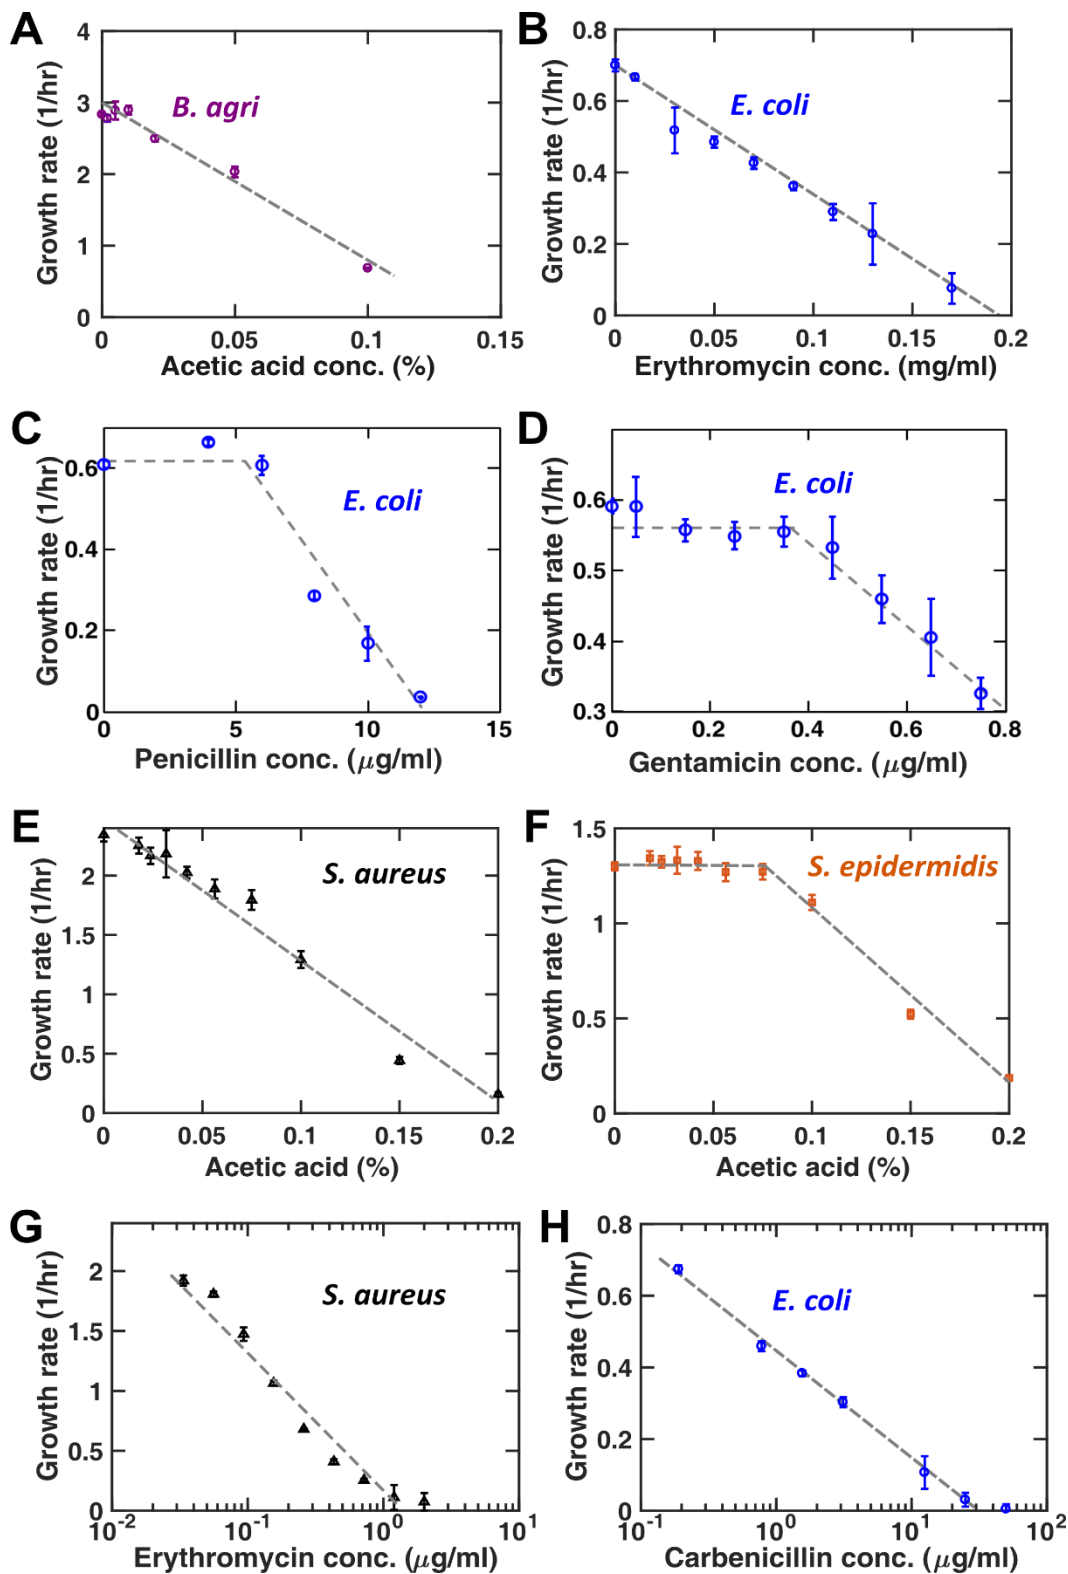 A
B
Growth rate (1/hr)
4
3
2
1
0
B. agri
0 0.05 0.1 0.15
Acetic acid conc. (%)
Growth rate (1/hr)
0.8
0.6
0.4
0.2
0
E. coli
0 0.05 0.1 0.15 0.2
Erythromycin conc. (mg/ml)
C
D
Growth rate (1/hr)
0.6
0.4
0.2
0
E. coli
0 5 10 15
Penicillin conc. (μg/ml)
Growth rate (1/hr)
0.6
0.5
0.4
0.3
E. coli
0 0.2 0.4 0.6 0.8
Gentamicin conc. (μg/ml)
E
F
Growth rate (1/hr)
2
1.5
1
0.5
0
S. aureus
0 0.05 0.1 0.15 0.2
Acetic acid (%)
Growth rate (1/hr)
1.5
1
0.5
0
S. epidermidis
0 0.05 0.1 0.15 0.2
Acetic acid (%)
G
H
Growth rate (1/hr)
2
1.5
1
0.5
0
S. aureus
10⁻² 10⁻¹ 10⁰ 10¹
Erythromycin conc. (μg/ml)
Growth rate (1/hr)
0.8
0.6
0.4
0.2
0
E. coli
10⁻¹ 10⁰ 10¹ 10²
Carbenicillin conc. (μg/ml)